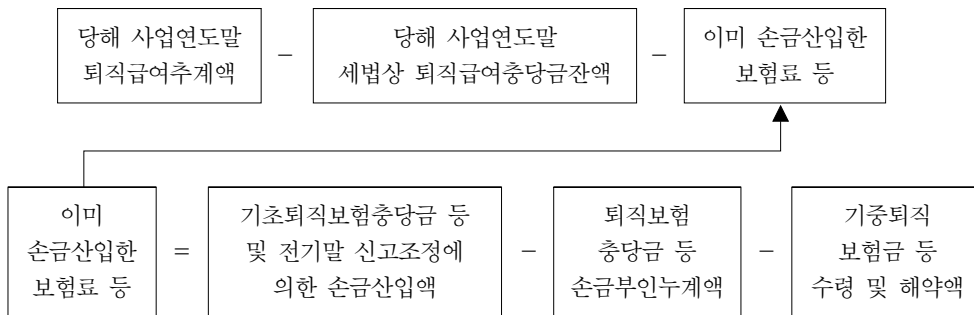 당해 사업연도말
퇴직급여추계액
−
당해 사업연도말
세법상 퇴직급여충당금잔액
−
이미 손금산입한
보험료 등
이미
손금산입한
보험료 등
=
기초퇴직보험충당금 등
및 전기말 신고조정에
의한 손금산입액
−
퇴직보험
충당금 등
손금부인누계액
−
기중퇴직
보험금 등
수령 및 해약액